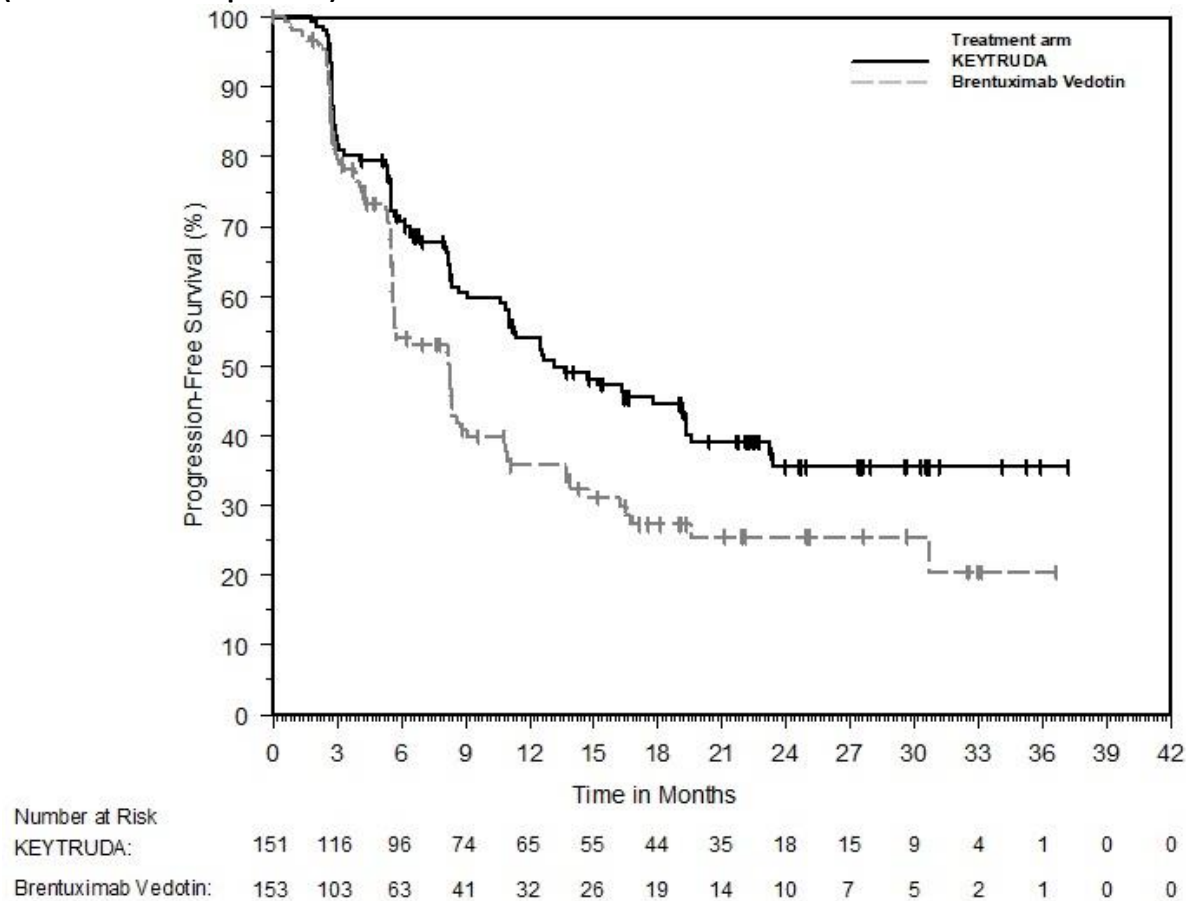 100
90
80
70
60
50
40
30
20
10
0
Progression-Free Survival (%)
Treatment arm
KEYTRUDA
Brentuximab Vedotin
0 3 6 9 12 15 18 21 24 27 30 33 36 39 42
Time in Months
Number at Risk
KEYTRUDA: 151 116 96 74 65 55 44 35 18 15 9 4 1 0 0
Brentuximab Vedotin: 153 103 63 41 32 26 19 14 10 7 5 2 1 0 0